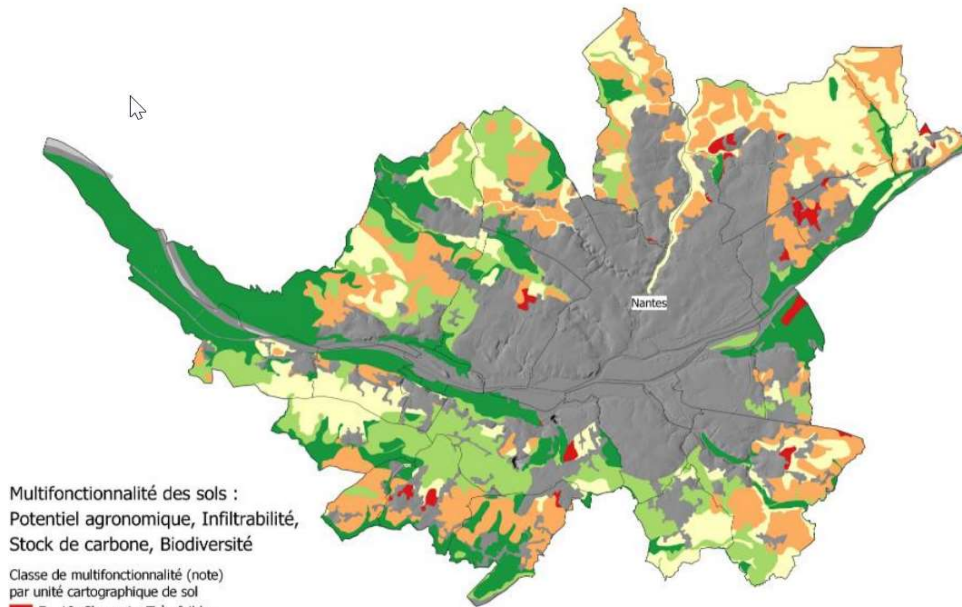 Nantes
Multifonctionnalité des sols :
Potentiel agronomique, Infiltrabilité,
Stock de carbone, Biodiversité
Classe de multifonctionnalité (note)
par unité cartographique de sol